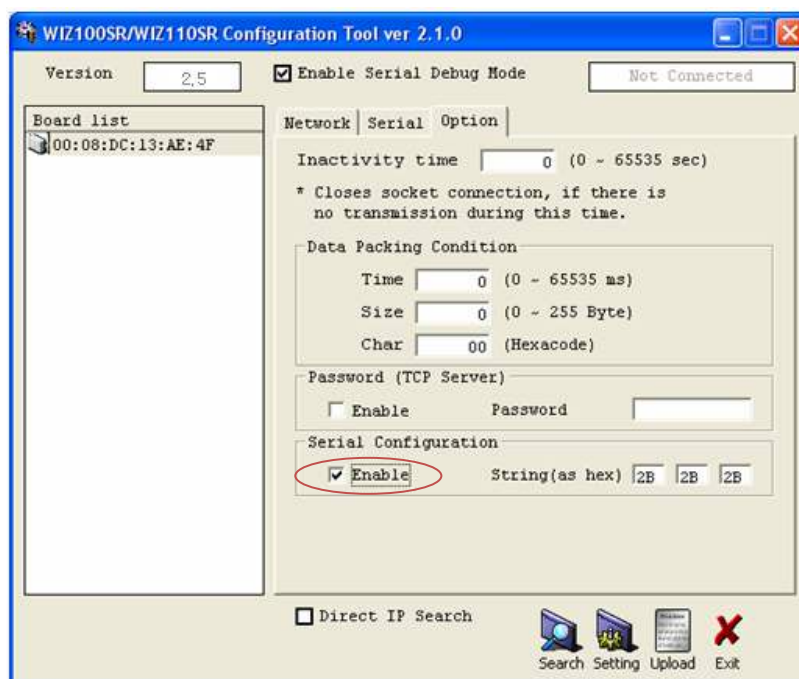 WIZ100SR/WIZ110SR Configuration Tool ver 2.1.0
Version 2,5 Enable Serial Debug Mode Not Connected
Board list
00:08:DC:13:AE:4F
Network Serial Option
Inactivity time 0 (0 ~ 65535 sec)
* Closes socket connection, if there is
no transmission during this time.
Data Packing Condition
Time 0 (0 ~ 65535 ms)
Size 0 (0 ~ 255 Byte)
Char 00 (Hexacode)
Password (TCP Server)
Enable Password
Serial Configuration
Enable String(as hex) 2B 2B 2B
Direct IP Search
Search Setting Upload Exit